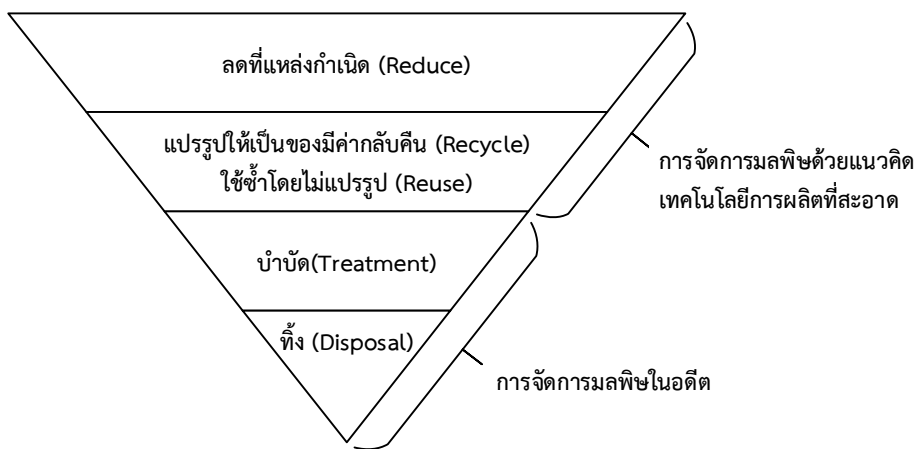 ลดที่แหล่งกำเนิด (Reduce)
แปรรูปให้เป็นของมีค่ากลับคืน (Recycle)
ใช้ซ้ำโดยไม่แปรรูป (Reuse)
การจัดการมลพิษด้วยแนวคิด
เทคโนโลยีการผลิตที่สะอาด
บำบัด(Treatment)
ทิ้ง (Disposal)
การจัดการมลพิษในอดีต